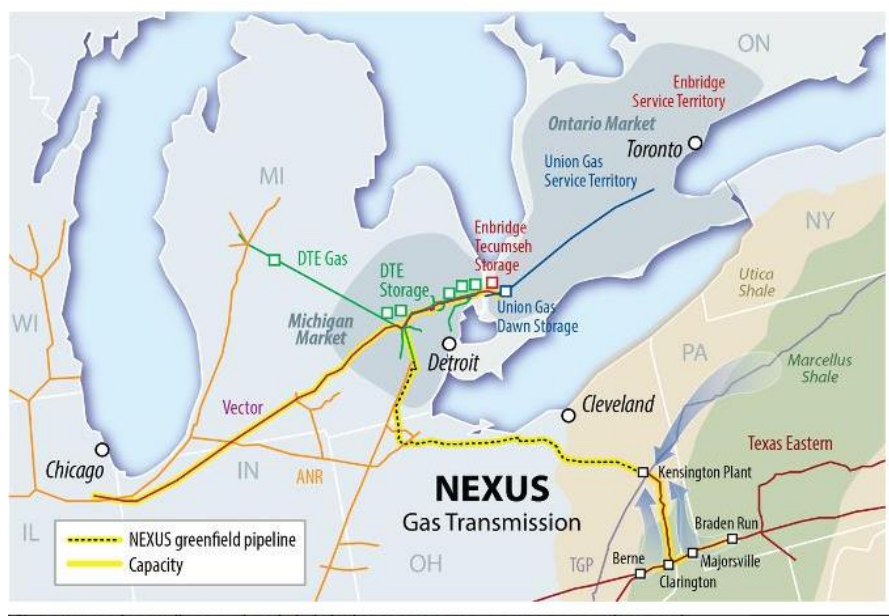 ON
Enbridge
Service Territory
Ontario Market
Toronto
Union Gas
Service Territory
MI
NY
Enbridge
Tecumseh
Storage
DTE Gas
DTE
Storage
Utica
Shale
Union Gas
Dawn Storage
WI
Michigan
Market
Detroit
PA
Marcellus
Shale
Vector
Cleveland
Texas Eastern
Chicago
IN
ANR
Kensington Plant
NEXUS
Gas Transmission
IL
NEXUS greenfield pipeline
Capacity
OH
TGP
Berne
Braden Run
Majorsville
Clarington